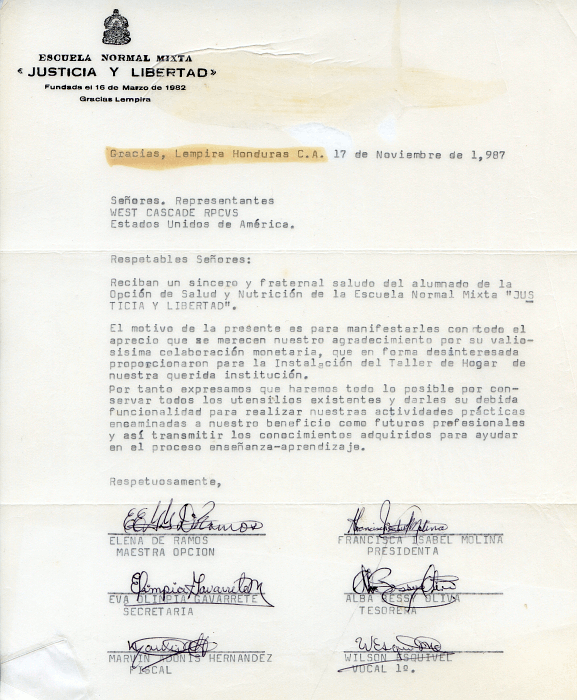 ESCUELA NORMAL MIXTA
« JUSTICIA Y LIBERTAD »
Fundada el 16 de Marzo de 1982
Gracias Lempira
Gracias, Lempira Honduras C.A. 17 de Noviembre de 1,987
Señores. Representantes
WEST CASCADE RPCVS
Estados Unidos de América.
Respetables Señores:
Reciban un sincero y fraternal saludo del alumnado de la
Opción de Salud y Nutrición de la Escuela Normal Mixta "JUS
TICIA Y LIBERTAD".
El motivo de la presente es para manifestarles con todo el
aprecio que se merecen nuestro agradecimiento por su valio-
sisima colaboración monetaria, que en forma desinteresada
proporcionaron para la Instalación del Taller de Hogar de
nuestra querida institución.
Por tanto expresamos que haremos todo lo posible por con-
servar todos los utensilios existentes y darles su debida
funcionalidad para realizar nuestras actividades prácticas
encaminadas a nuestro beneficio como futuros prefesionales
y así transmitir los conocimientos adquiridos para ayudar
en el proceso enseñanza-aprendizaje.
Respetuosamente,
ELENA DE RAMOS FRANCISCA ISABEL MOLINA
MAESTRA OPCION PRESIDENTA
EVA OLIMPIA GAVARRETE ALBA BESSY OLIVA
SECRETARIA TESORERA
MARVIN ADONIS HERNANDEZ WILSON ESQUIVEL
FISCAL VOCAL 1o.